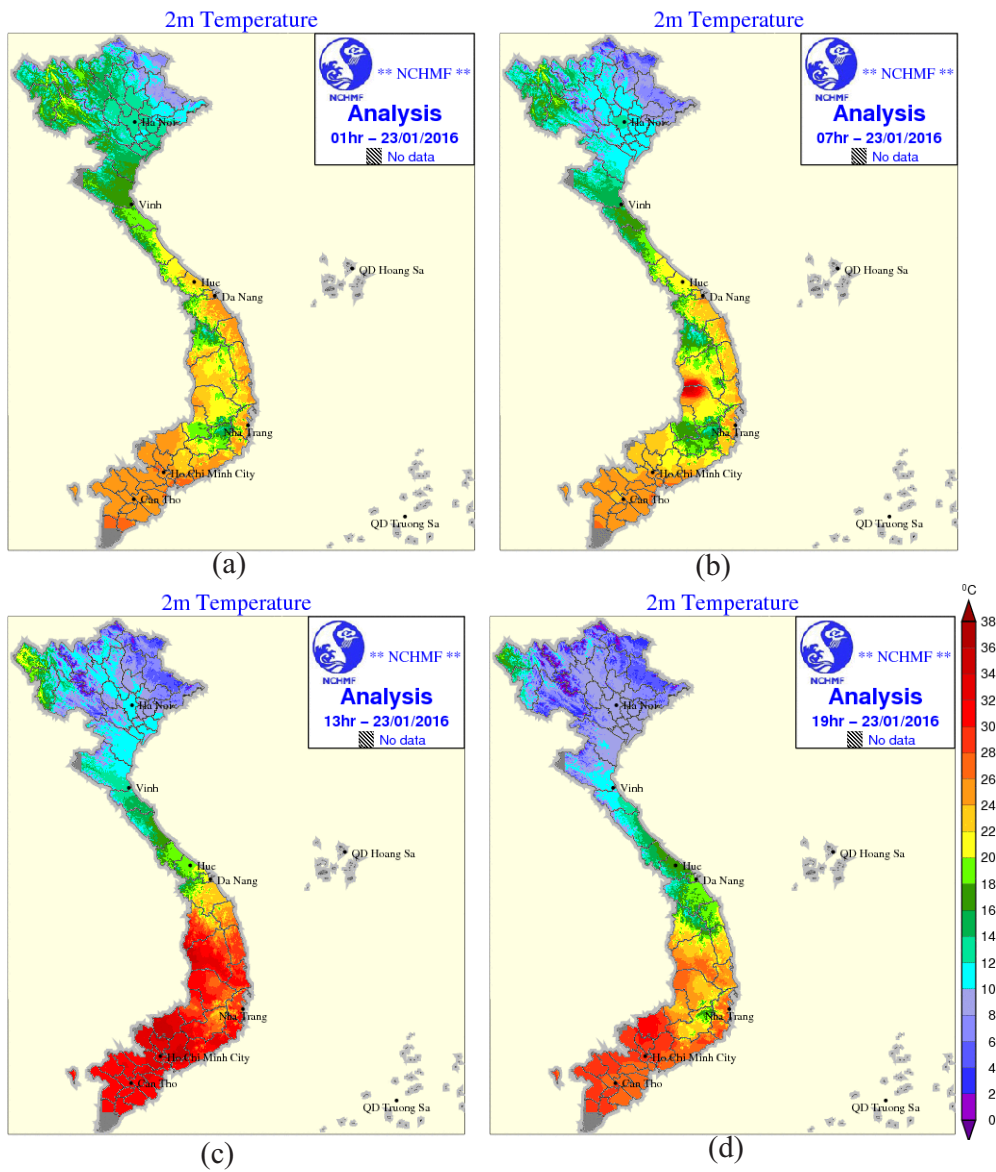 2m Temperature
NCHMF
** NCHMF **
Analysis
01hr – 23/01/2016
No data
Ha Noi
Vinh
QD Hoang Sa
Hue
Da Nang
Nha Trang
Ho Chi Minh City
Can Tho
QD Truong Sa
(a)
2m Temperature
NCHMF
** NCHMF **
Analysis
07hr – 23/01/2016
No data
Ha Noi
Vinh
QD Hoang Sa
Hue
Da Nang
Nha Trang
Ho Chi Minh City
Can Tho
QD Truong Sa
(b)
2m Temperature
NCHMF
** NCHMF **
Analysis
13hr – 23/01/2016
No data
Ha Noi
Vinh
QD Hoang Sa
Hue
Da Nang
Nha Trang
Ho Chi Minh City
Can Tho
QD Truong Sa
(c)
2m Temperature
NCHMF
** NCHMF **
Analysis
19hr – 23/01/2016
No data
Ha Noi
Vinh
QD Hoang Sa
Hue
Da Nang
Nha Trang
Ho Chi Minh City
Can Tho
QD Truong Sa
(d)
⁰C
38
36
34
32
30
28
26
24
22
20
18
16
14
12
10
8
6
4
2
0